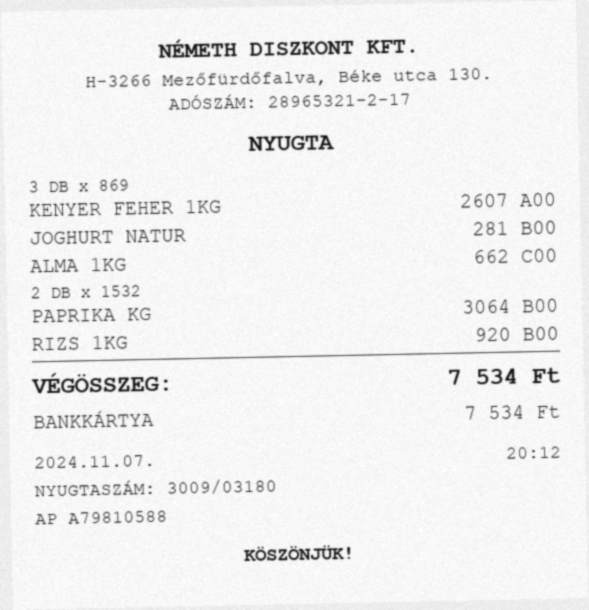 NÉMETH DISZKONT KFT.
H-3266 Mezőfürdőfalva, Béke utca 130.
ADÓSZÁM: 28965321-2-17
NYUGTA
3 DB x 869
KENYER FEHER 1KG 2607 A00
JOGHURT NATUR 281 B00
ALMA 1KG 662 C00
2 DB x 1532
PAPRIKA KG 3064 B00
RIZS 1KG 920 B00
VÉGÖSSZEG: 7 534 Ft
BANKKÁRTYA 7 534 Ft
2024.11.07. 20:12
NYUGTASZÁM: 3009/03180
AP A79810588
KÖSZÖNJÜK!